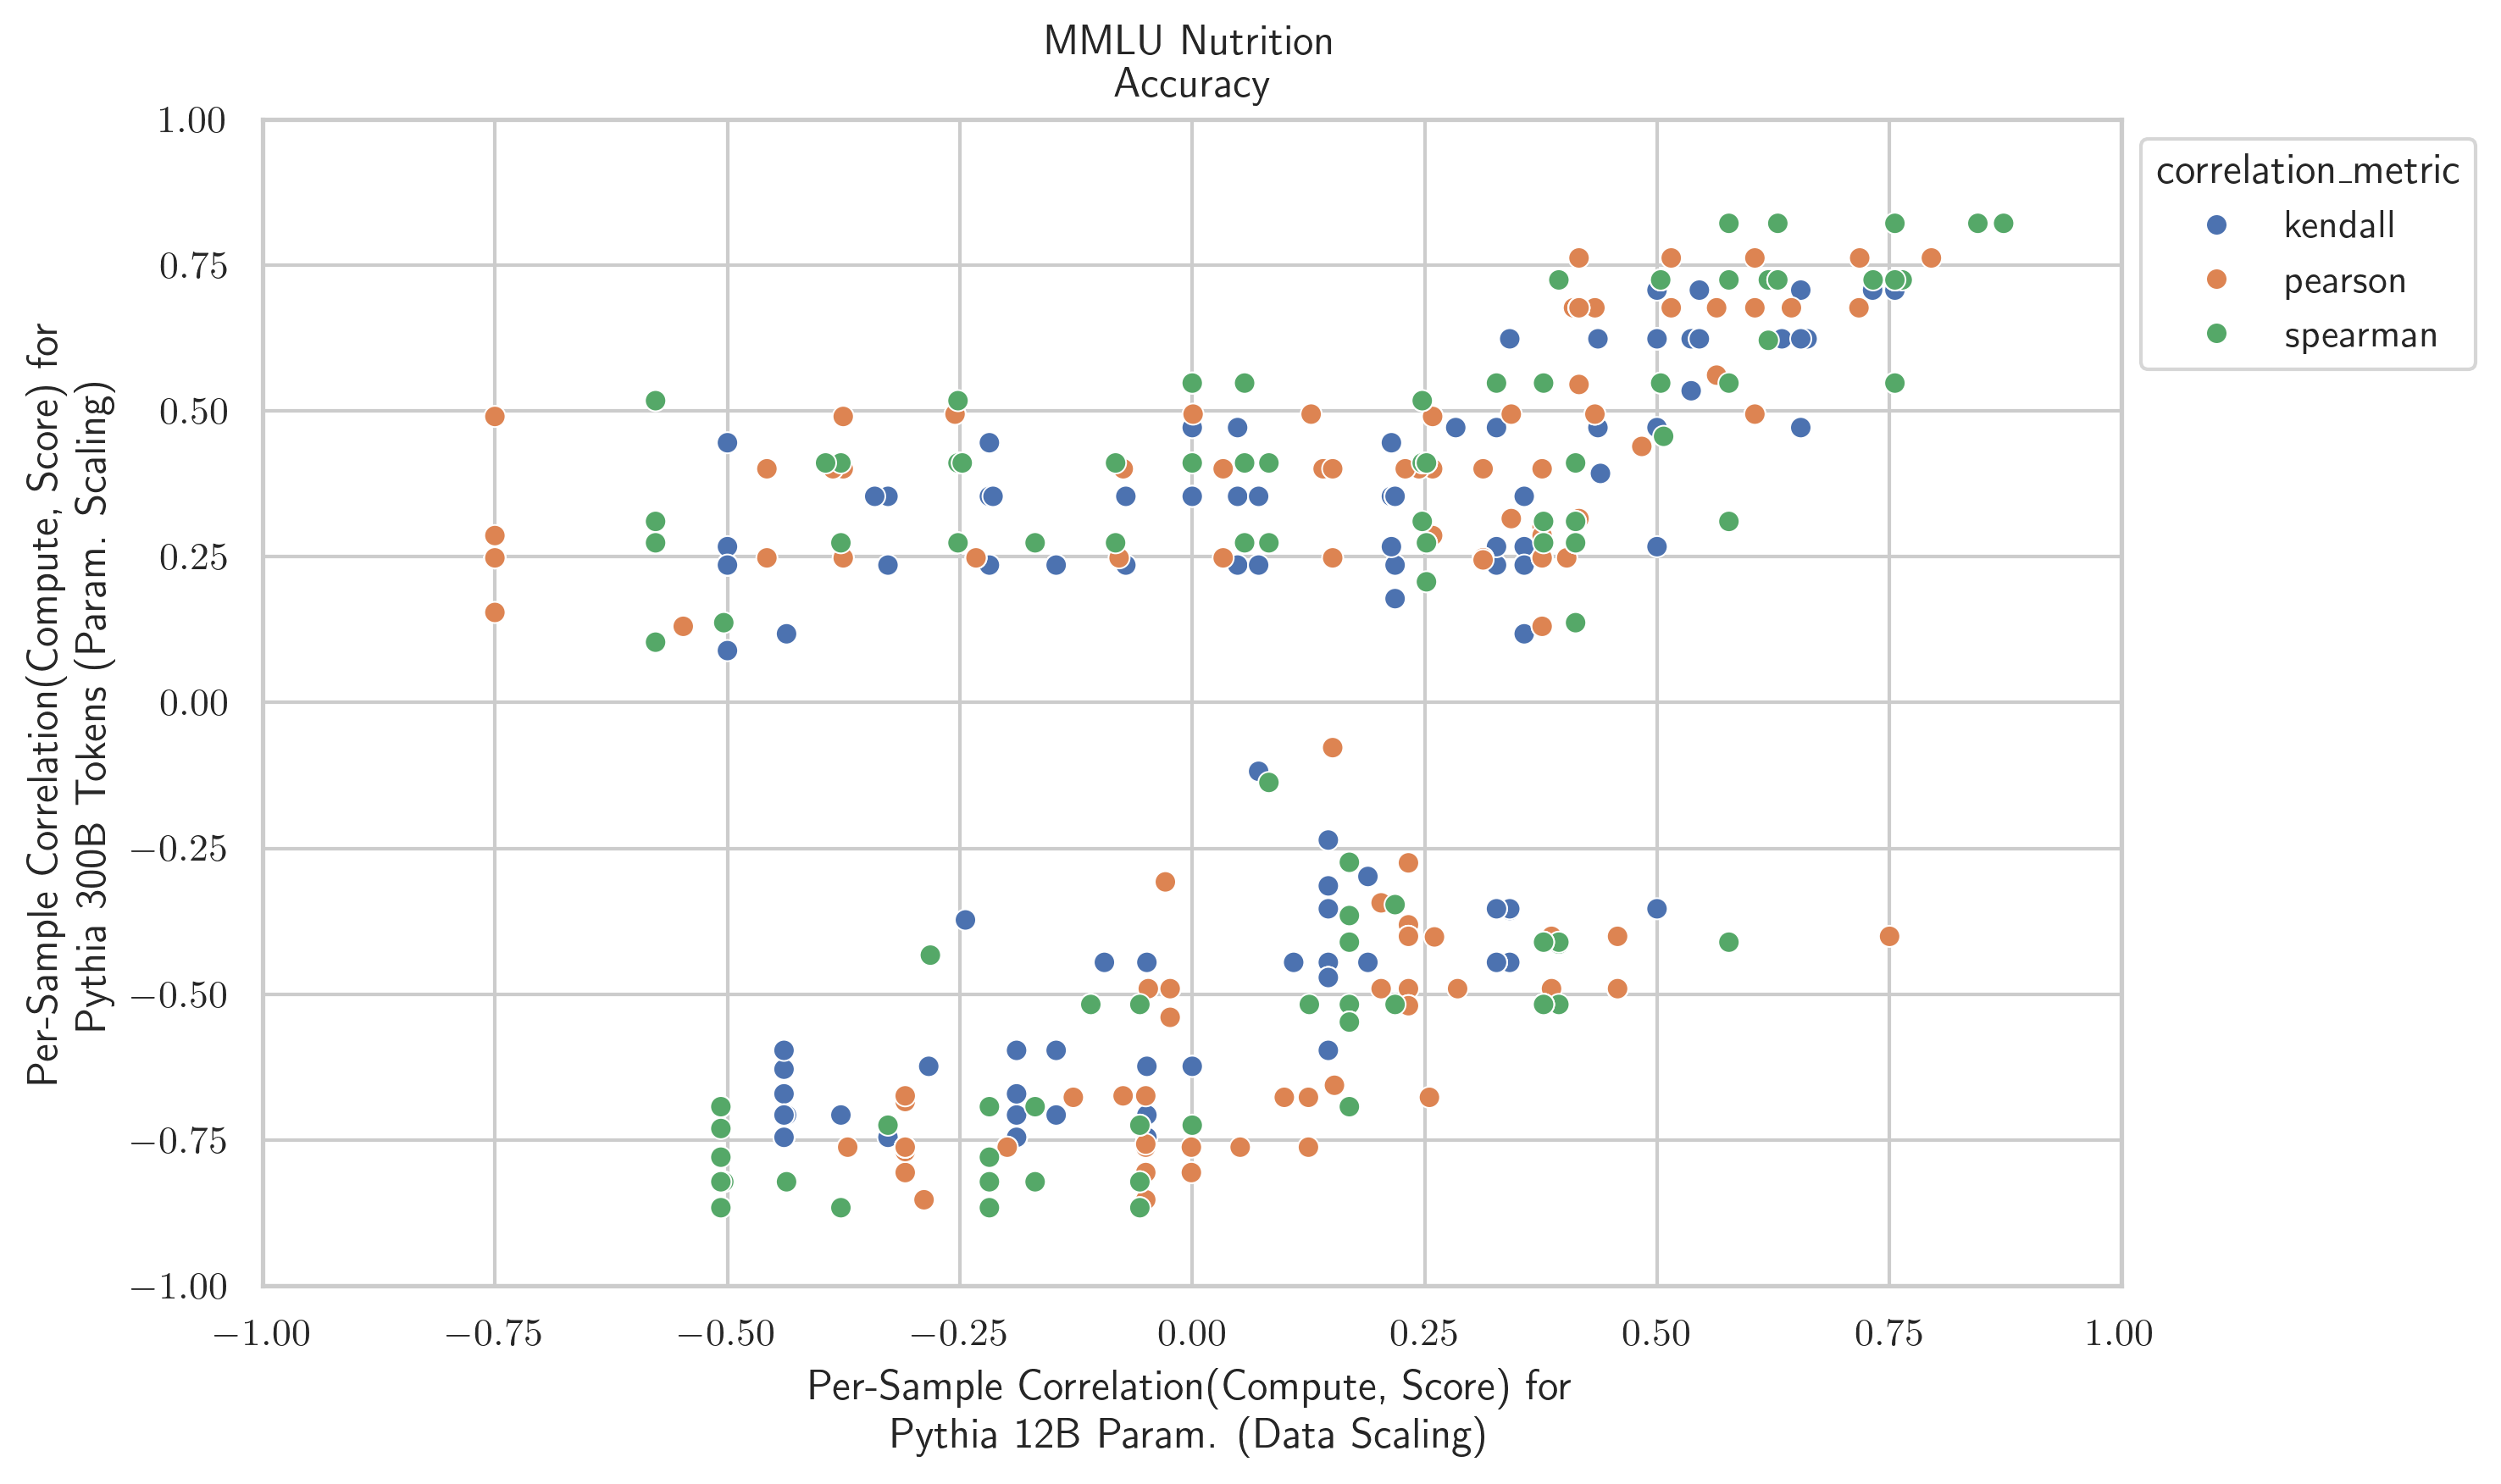 MMLU Nutrition
Accuracy
Per-Sample Correlation(Compute, Score) for
Pythia 300B Tokens (Param. Scaling)
1.00
0.75
0.50
0.25
0.00
−0.25
−0.50
−0.75
−1.00
−1.00
−0.75
−0.50
−0.25
0.00
0.25
0.50
0.75
1.00
Per-Sample Correlation(Compute, Score) for
Pythia 12B Param. (Data Scaling)
correlation_metric
kendall
pearson
spearman